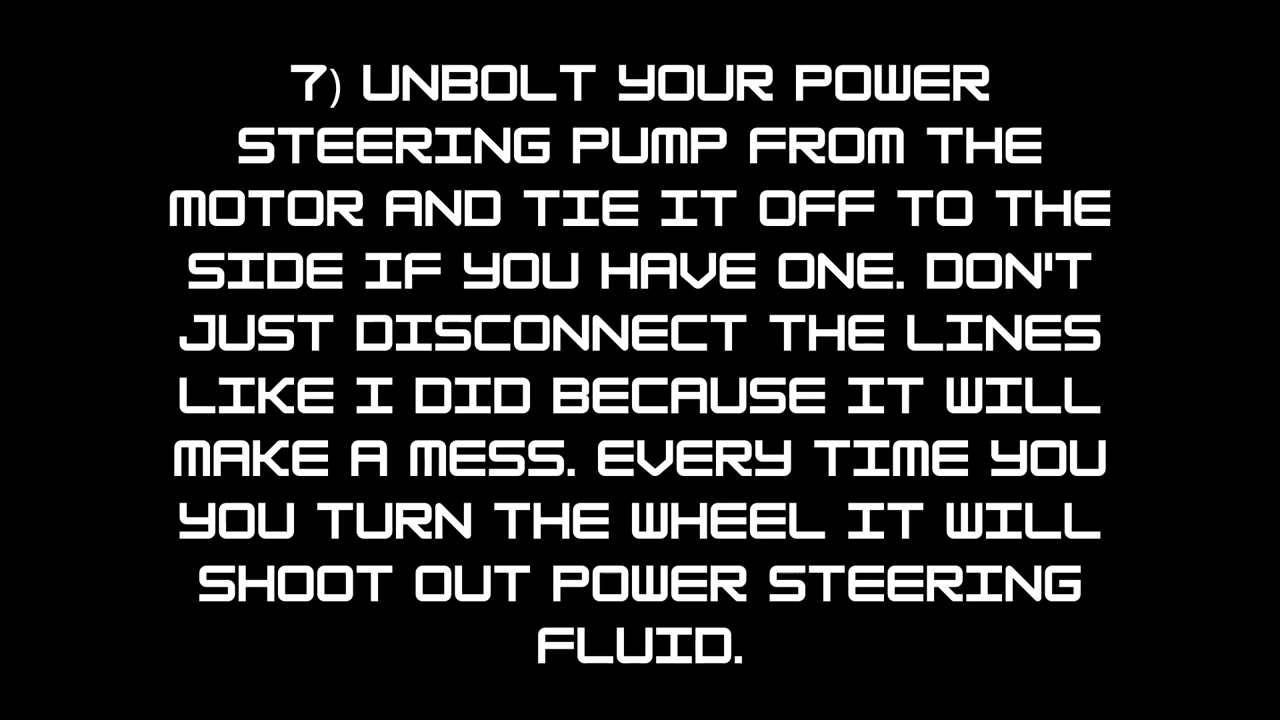 7) UNBOLT YOUR POWER
STEERING PUMP FROM THE
MOTOR AND TIE IT OFF TO THE
SIDE IF YOU HAVE ONE. DON'T
JUST DISCONNECT THE LINES
LIKE I DID BECAUSE IT WILL
MAKE A MESS. EVERY TIME YOU
YOU TURN THE WHEEL IT WILL
SHOOT OUT POWER STEERING
FLUID.